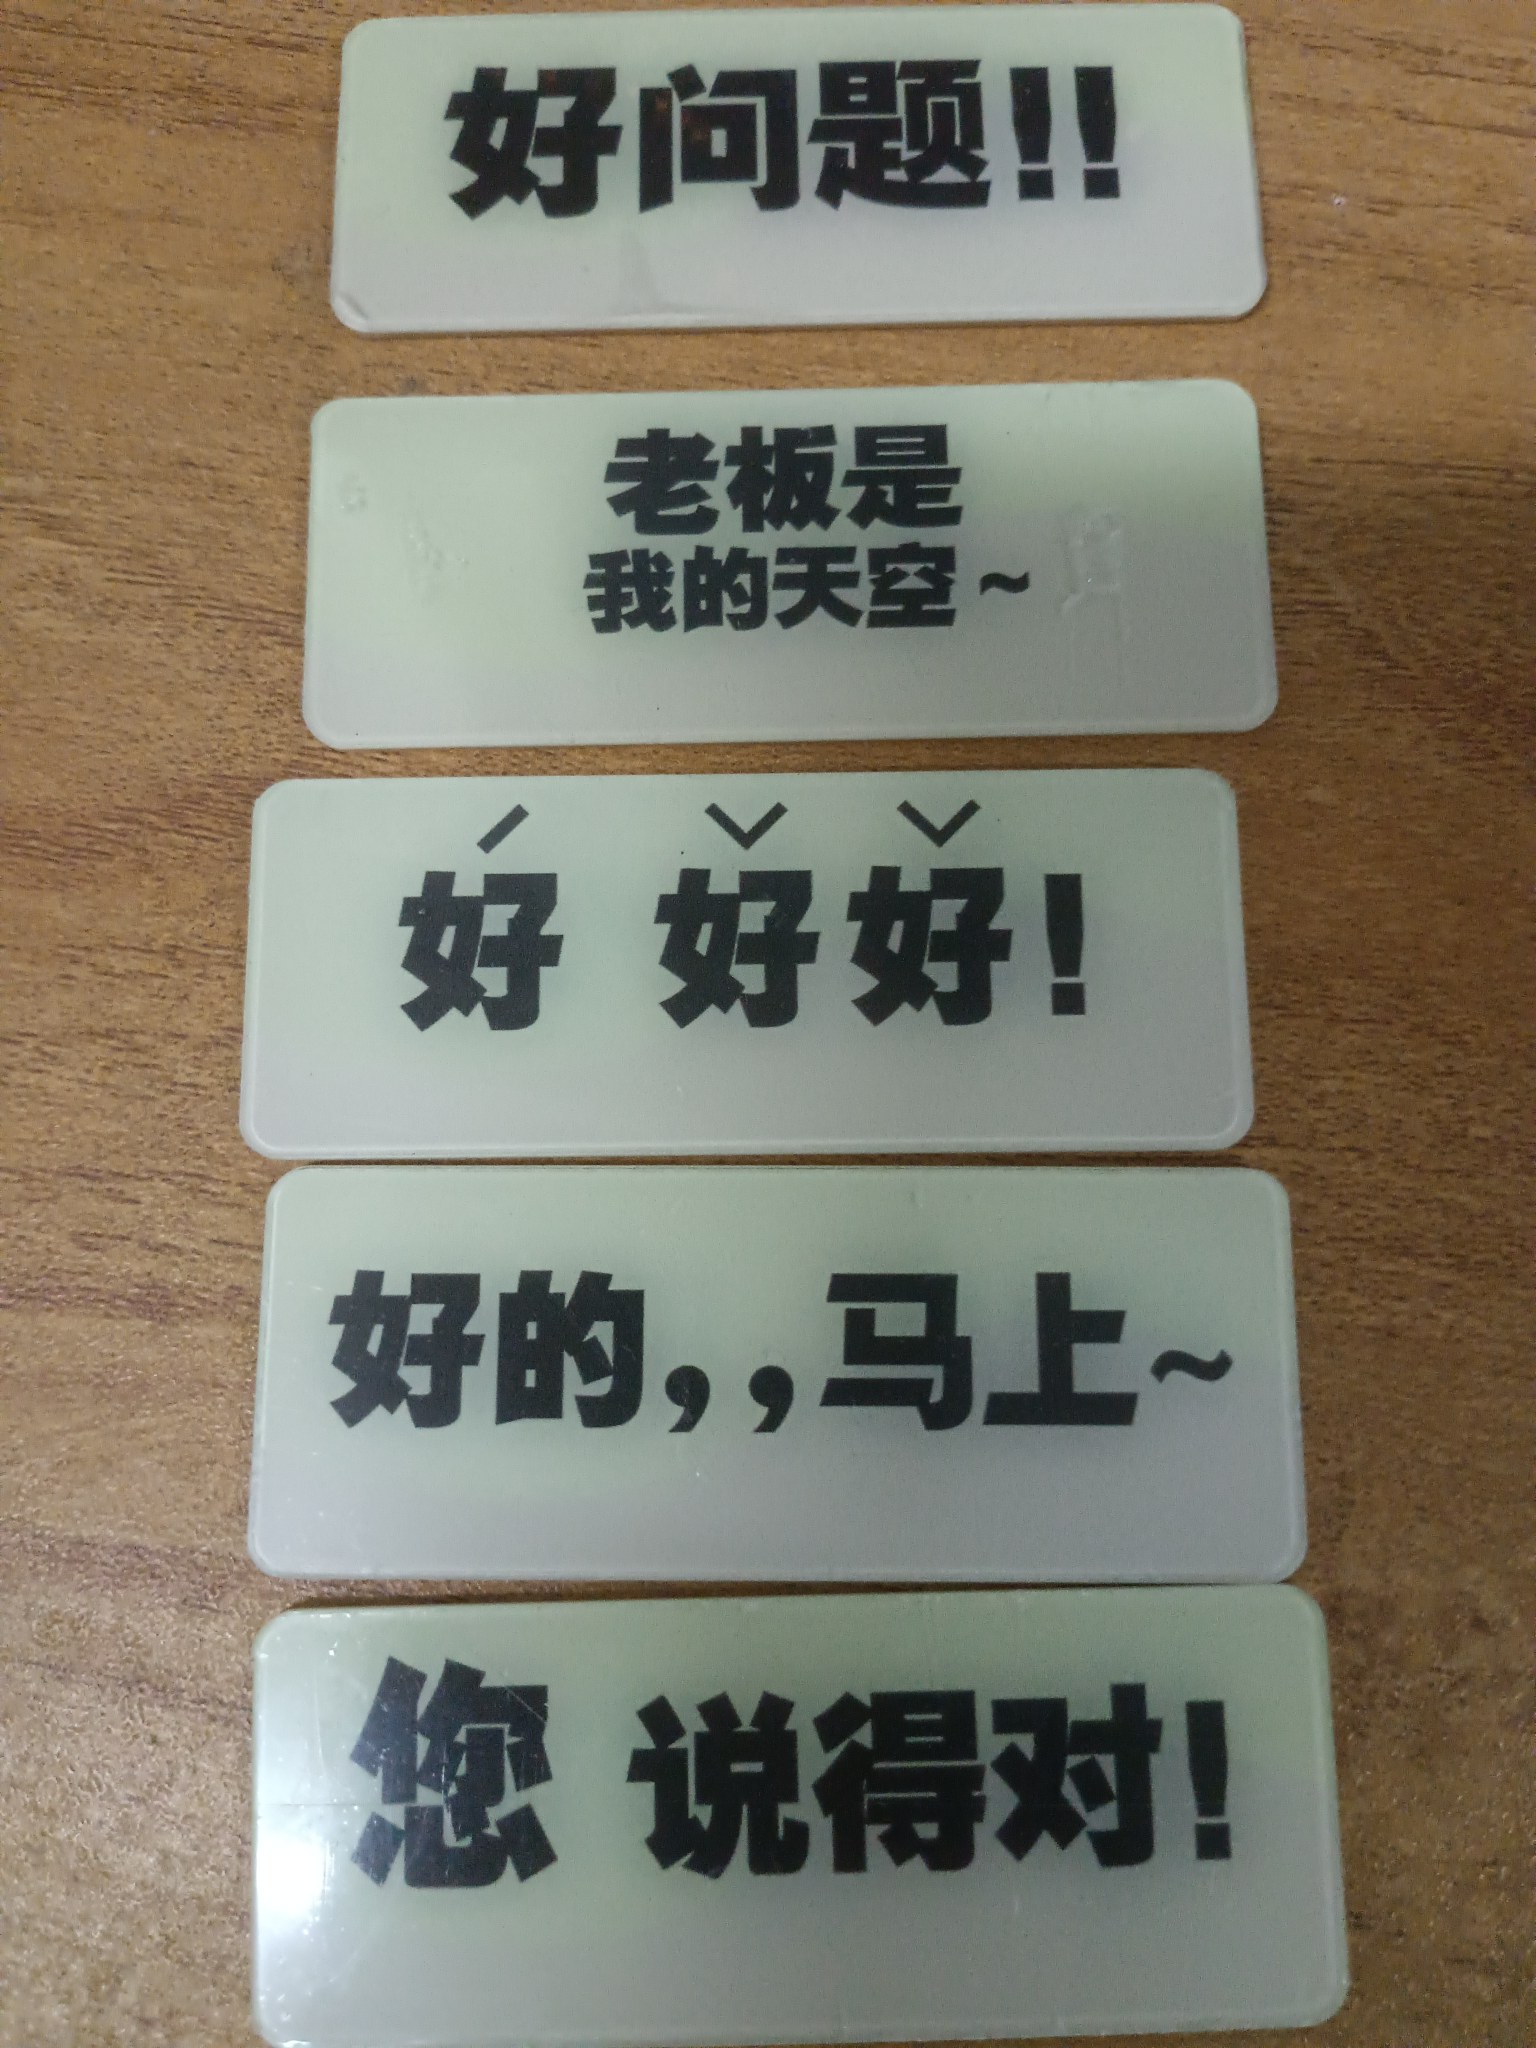 好问题!!
老板是
我的天空~
ˊ ˇ ˇ
好 好好!
好的,,马上~
您 说得对!